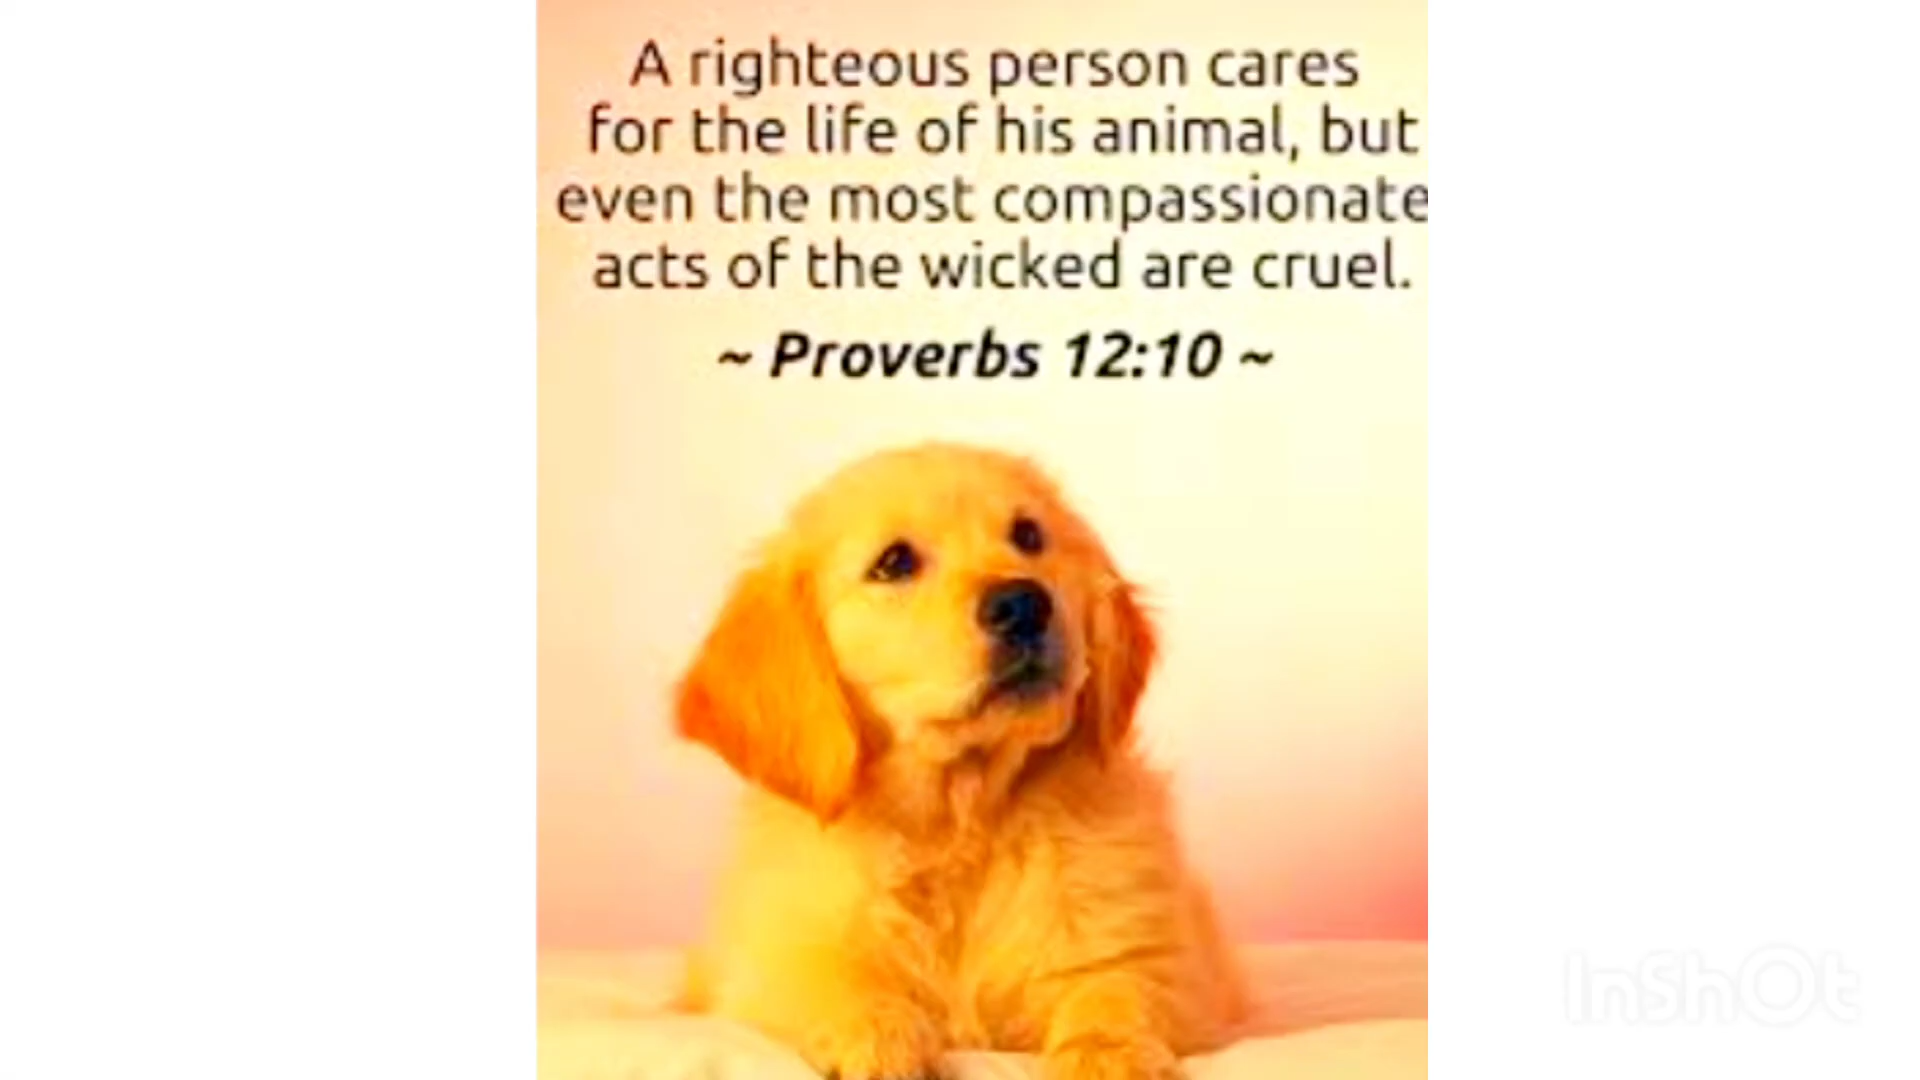 A righteous person cares
for the life of his animal, but
even the most compassionate
acts of the wicked are cruel.
~ Proverbs 12:10 ~
InShOt